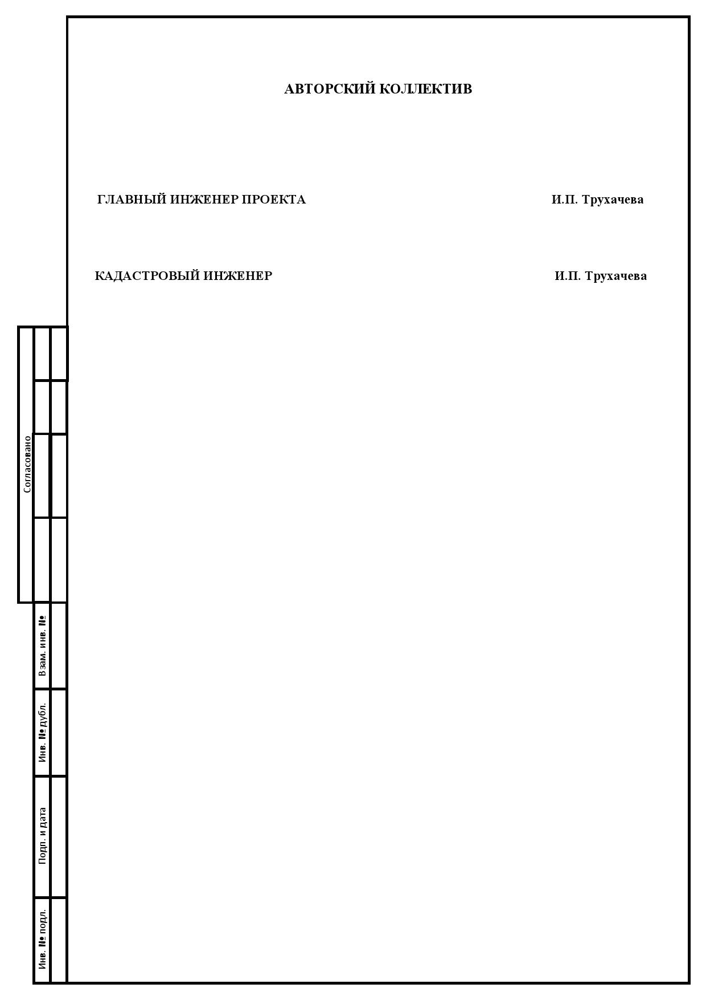 АВТОРСКИЙ КОЛЛЕКТИВ
ГЛАВНЫЙ ИНЖЕНЕР ПРОЕКТА И.П. Трухачева
КАДАСТРОВЫЙ ИНЖЕНЕР И.П. Трухачева
Согласовано
Взам. инв. №
Инв. № дубл.
Подп. и дата
Инв. № подл.